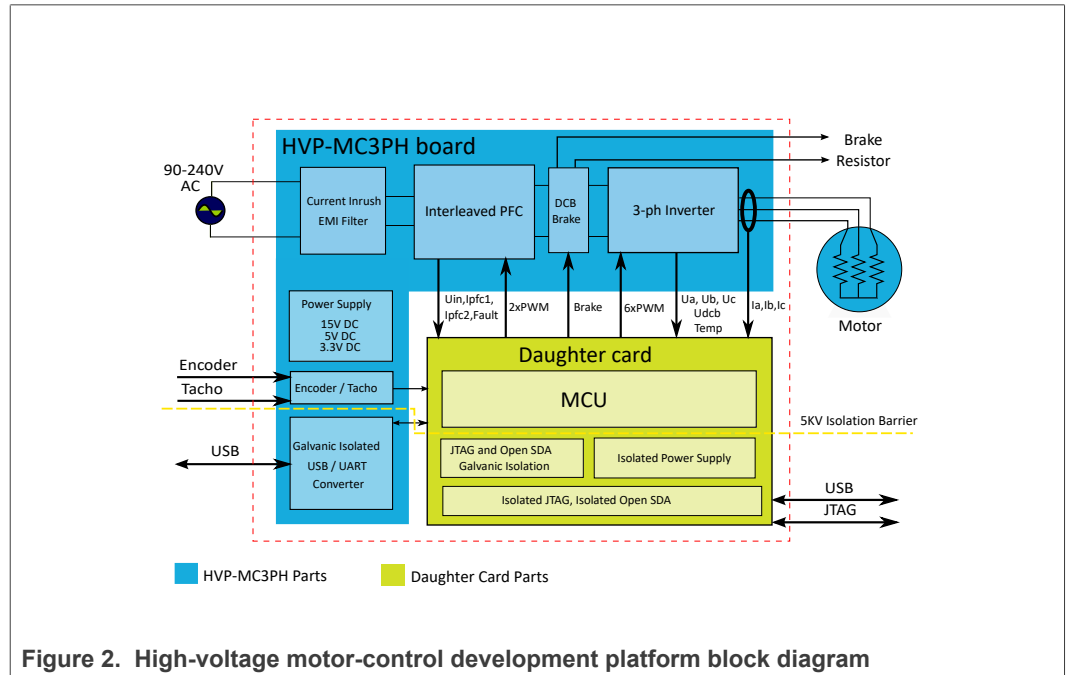 HVP-MC3PH board
Brake
Resistor
90-240V
AC
Current Inrush
EMI Filter
Interleaved PFC
DCB
Brake
3-ph Inverter
Motor
Uin,Ipfc1,
Ipfc2,Fault
2xPWM
Brake
6xPWM
Ua, Ub, Uc
Udcb
Temp
Ia,Ib,Ic
Power Supply
15V DC
5V DC
3.3V DC
Encoder
Tacho
Encoder / Tacho
Daughter card
MCU
5KV Isolation Barrier
USB
Galvanic Isolated
USB / UART
Converter
JTAG and Open SDA
Galvanic Isolation
Isolated Power Supply
Isolated JTAG, Isolated Open SDA
USB
JTAG
HVP-MC3PH Parts
Daughter Card Parts
Figure 2. High-voltage motor-control development platform block diagram